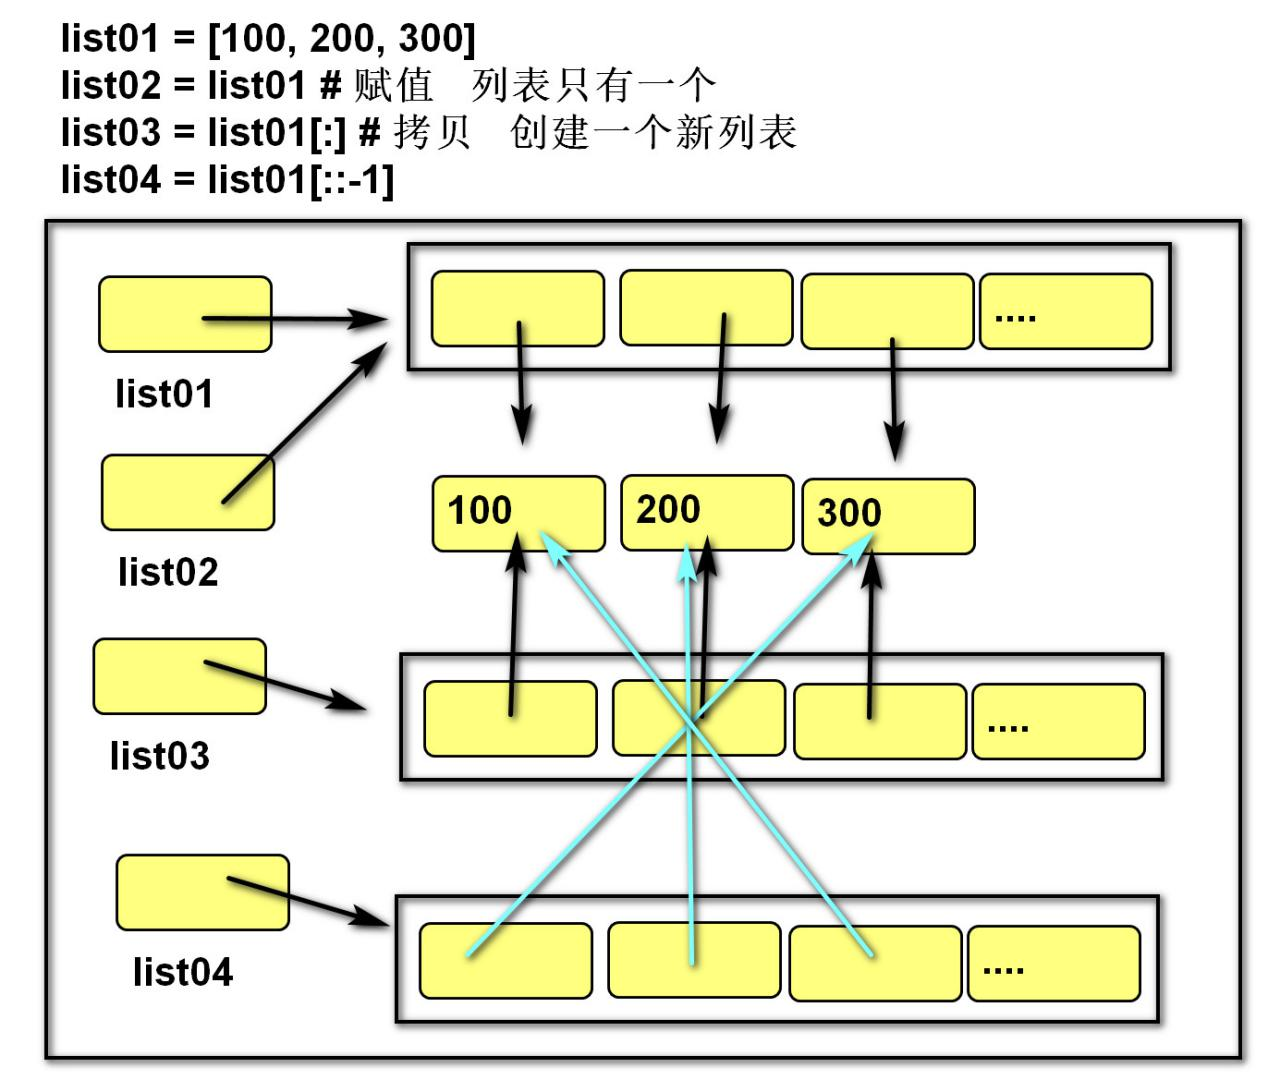 list01 = [100, 200, 300]
list02 = list01 # 赋值 列表只有一个
list03 = list01[:] # 拷贝 创建一个新列表
list04 = list01[::-1]
....
list01
100 200 300
list02
....
list03
....
list04